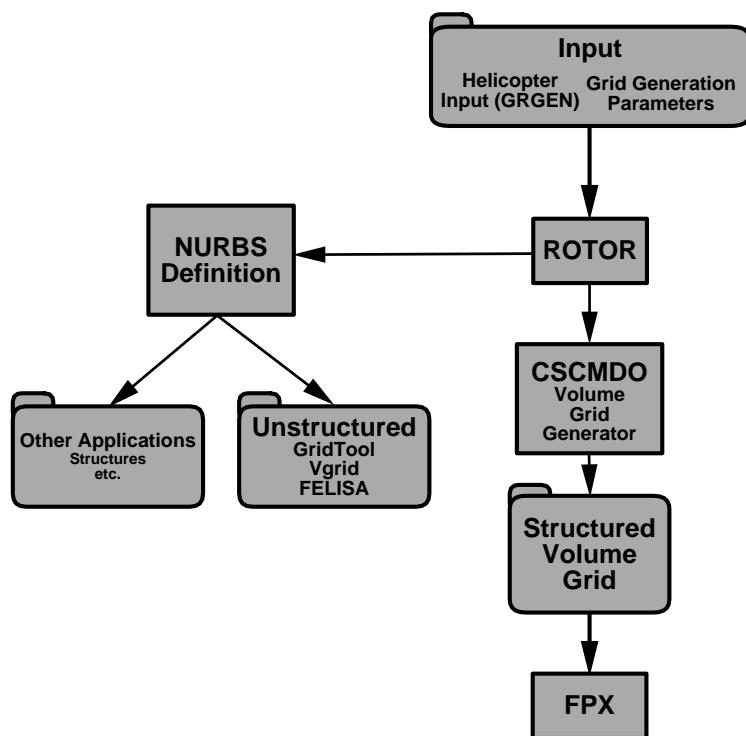 Input
Helicopter
Input (GRGEN)
Grid Generation
Parameters
NURBS
Definition
ROTOR
CSCMDO
Volume
Grid
Generator
Other Applications
Structures
etc.
Unstructured
GridTool
Vgrid
FELISA
Structured
Volume
Grid
FPX